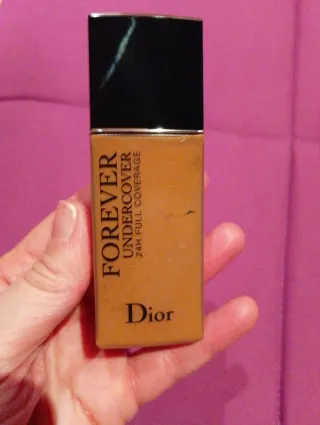 FOREVER
UNDERCOVER
24H FULL COVERAGE
Dior